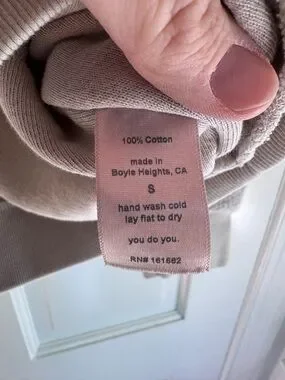 100% Cotton
made in
Boyle Heights, CA
S
hand wash cold
lay flat to dry
you do you.
RN# 161662